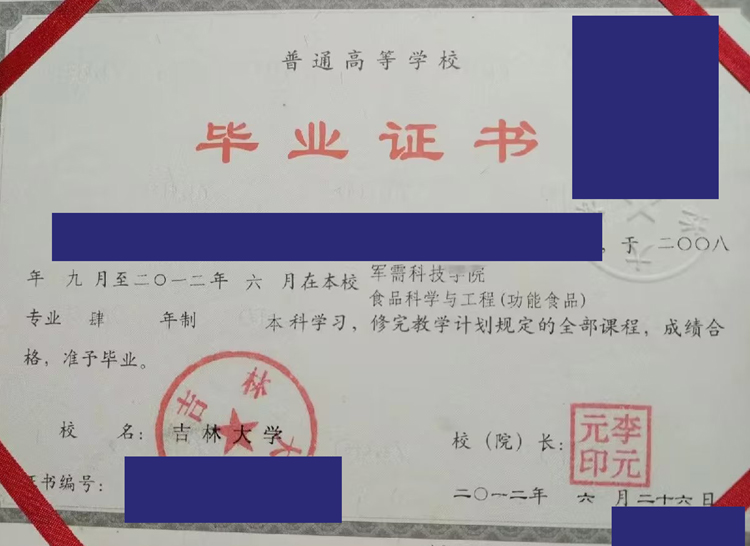 普通高等学校
毕业证书
，于 二〇〇八
年 九 月至二〇一二年 六 月在本校 军需科技学院
食品科学与工程(功能食品)
专业 肆 年制 本科学习，修完教学计划规定的全部课程，成绩合
格，准予毕业。
吉林大
校 名：吉林大学
校（院）长：
李元元印
证书编号：
二〇一二年 六 月二十六日